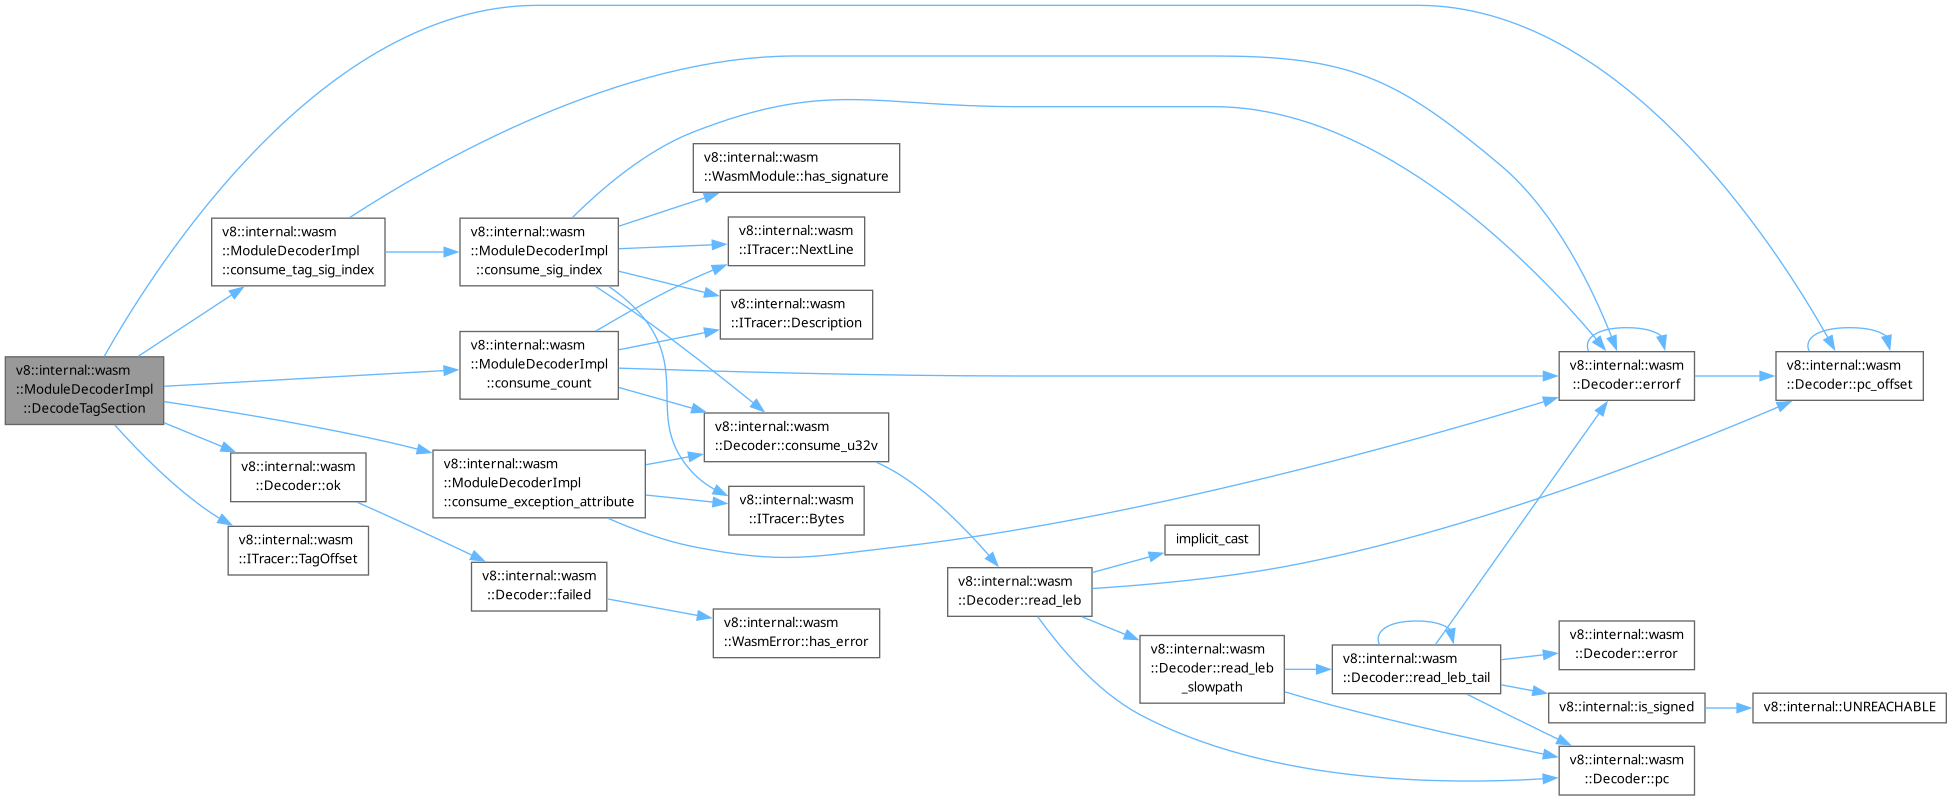 v8::internal::wasm
::ModuleDecoderImpl
::DecodeTagSection
v8::internal::wasm
::ModuleDecoderImpl
::consume_tag_sig_index
v8::internal::wasm
::Decoder::ok
v8::internal::wasm
::ITracer::TagOffset
v8::internal::wasm
::ModuleDecoderImpl
::consume_sig_index
v8::internal::wasm
::ModuleDecoderImpl
::consume_count
v8::internal::wasm
::ModuleDecoderImpl
::consume_exception_attribute
v8::internal::wasm
::Decoder::failed
v8::internal::wasm
::WasmModule::has_signature
v8::internal::wasm
::ITracer::NextLine
v8::internal::wasm
::ITracer::Description
v8::internal::wasm
::Decoder::consume_u32v
v8::internal::wasm
::ITracer::Bytes
v8::internal::wasm
::WasmError::has_error
v8::internal::wasm
::Decoder::read_leb
implicit_cast
v8::internal::wasm
::Decoder::read_leb
_slowpath
v8::internal::wasm
::Decoder::read_leb_tail
v8::internal::wasm
::Decoder::errorf
v8::internal::wasm
::Decoder::error
v8::internal::is_signed
v8::internal::wasm
::Decoder::pc
v8::internal::wasm
::Decoder::pc_offset
v8::internal::UNREACHABLE